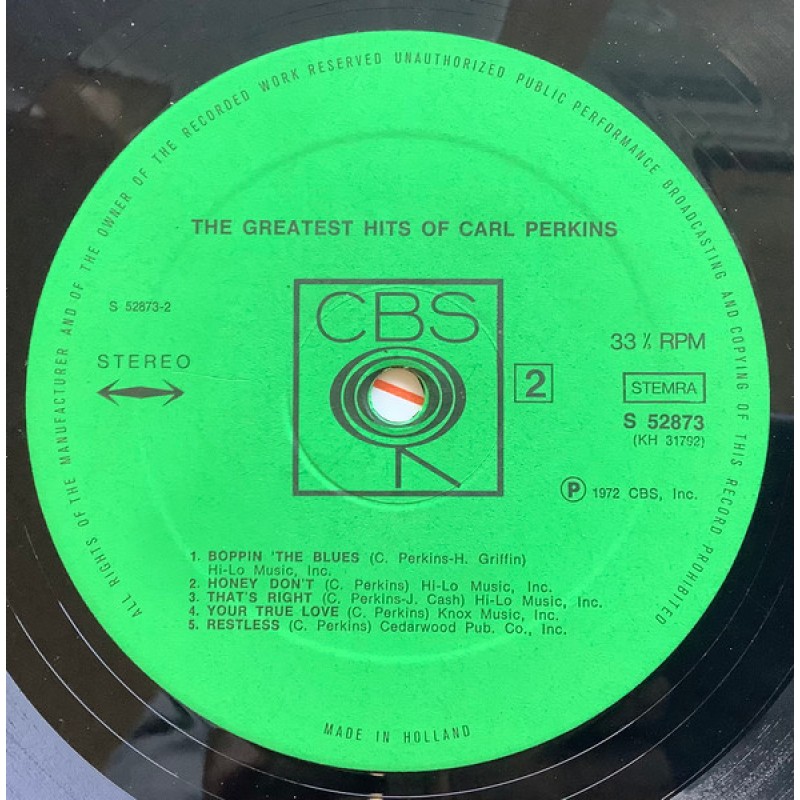 ALL RIGHTS OF THE MANUFACTURER AND OF THE OWNER OF THE RECORDED WORK RESERVED UNAUTHORIZED PUBLIC PERFORMANCE BROADCASTING AND COPYING OF THIS RECORD PROHIBITED
THE GREATEST HITS OF CARL PERKINS
S 52873-2
STEREO
CBS
2
33⅓ RPM
STEMRA
S 52873
(KH 31792)
Ⓟ 1972 CBS, Inc.
1. BOPPIN 'THE BLUES (C. Perkins-H. Griffin)
Hi-Lo Music, Inc.
2. HONEY DON'T (C. Perkins) Hi-Lo Music, Inc.
3. THAT'S RIGHT (C. Perkins-J. Cash) Hi-Lo Music, Inc.
4. YOUR TRUE LOVE (C. Perkins) Knox Music, Inc.
5. RESTLESS (C. Perkins) Cedarwood Pub. Co., Inc.
MADE IN HOLLAND